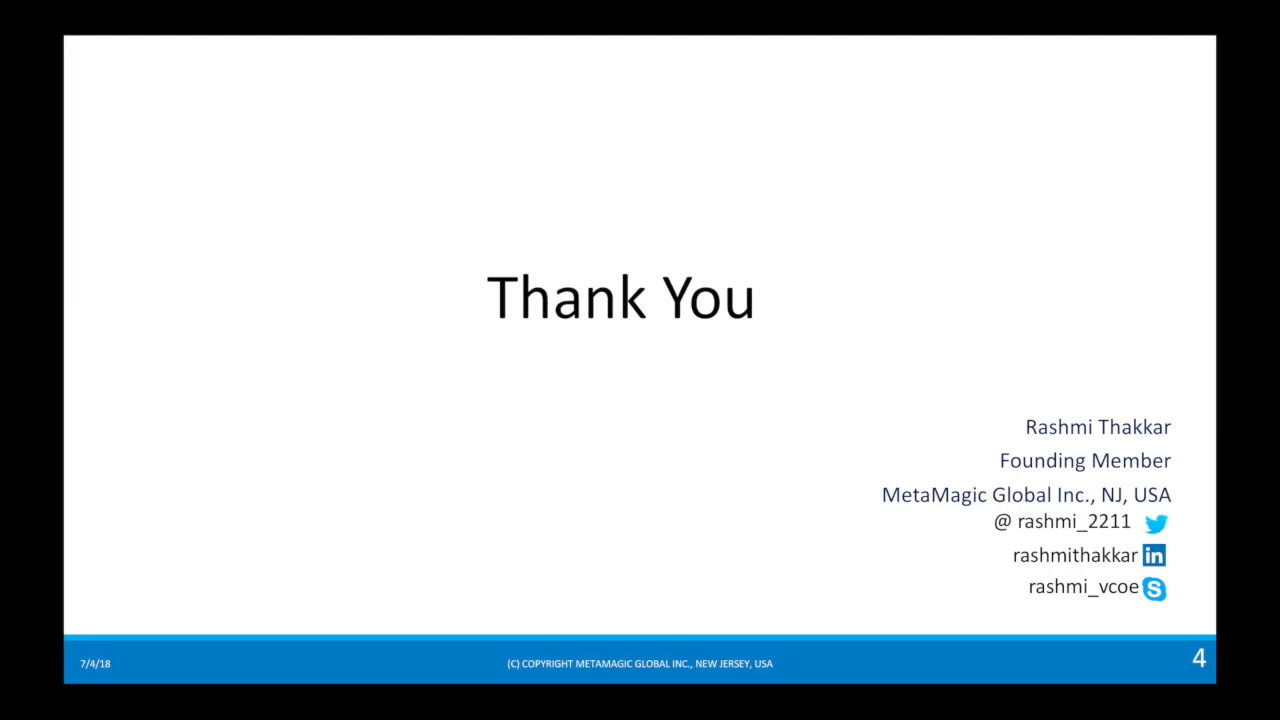 Thank You
Rashmi Thakkar
Founding Member
MetaMagic Global Inc., NJ, USA
@ rashmi_2211
rashmithakkar in
rashmi_vcoe S
7/4/18
(C) COPYRIGHT METAMAGIC GLOBAL INC., NEW JERSEY, USA
4